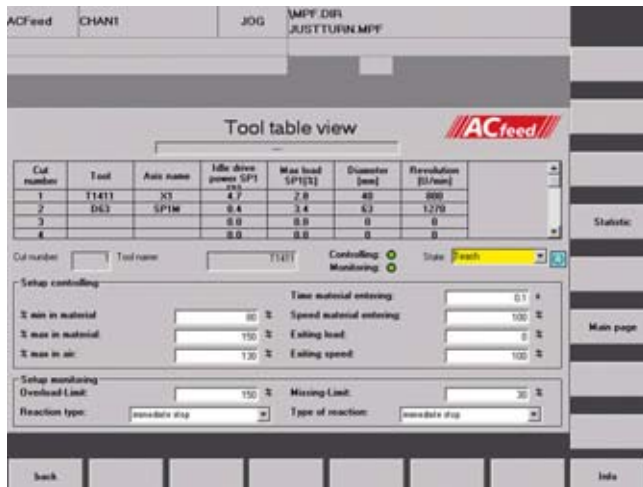 ACFeed CHAN1 JOG \MPF.DIR
JUSTTURN.MPF
Tool table view
ACfeed
---
Cut number Tool Axis name Idle drive power SP1 Max load SP1[%] Diameter [mm] Revolution [U/min]
1 T1411 X1 4.7 2.8 40 800
2 D63 SP1M 0.4 3.4 63 1270
3 0.0 0.0 0 0
4 0.0 0.0 0 0
Statistic
Cut number 1 Tool name: T1411 Controlling: State: Teach
Monitoring:
Setup controlling
Time material entering: 0.1 s
% min in material 80 % Speed material entering: 100 %
Main page
% max in material: 150 % Exiting load: 0 %
% max in air: 130 % Exiting speed: 100 %
Setup monitoring
Overload-Limit: 150 % Missing-Limit: 30 %
Reaction type: immediate stop Type of reaction: immediate stop
back Info